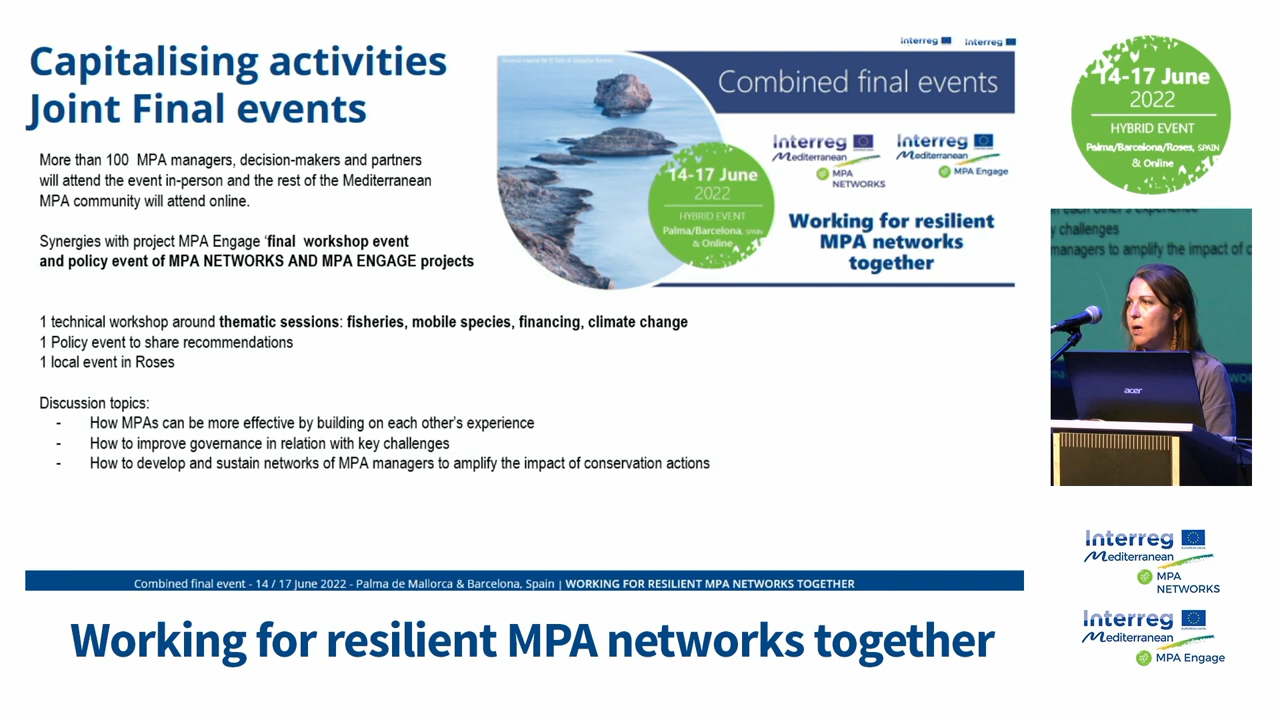 Capitalising activities
Joint Final events
More than 100 MPA managers, decision-makers and partners
will attend the event in-person and the rest of the Mediterranean
MPA community will attend online.
Synergies with project MPA Engage ‘final workshop event
and policy event of MPA NETWORKS AND MPA ENGAGE projects
1 technical workshop around thematic sessions: fisheries, mobile species, financing, climate change
1 Policy event to share recommendations
1 local event in Roses
Discussion topics:
- How MPAs can be more effective by building on each other’s experience
- How to improve governance in relation with key challenges
- How to develop and sustain networks of MPA managers to amplify the impact of conservation actions
Interreg Interreg
Combined final events
Interreg
Mediterranean
MPA
NETWORKS
Interreg
Mediterranean
MPA Engage
14-17 June
2022
HYBRID EVENT
Palma/Barcelona, SPAIN
& Online
Working for resilient
MPA networks
together
Combined final event - 14 / 17 June 2022 - Palma de Mallorca & Barcelona, Spain | WORKING FOR RESILIENT MPA NETWORKS TOGETHER
Working for resilient MPA networks together
14-17 June
2022
HYBRID EVENT
Palma/Barcelona/Roses, SPAIN
& Online
each other's experience
challenges
managers to amplify the impact of
acer
Interreg
EUROPEAN UNION
Mediterranean
MPA
NETWORKS
Interreg
EUROPEAN UNION
Mediterranean
MPA Engage